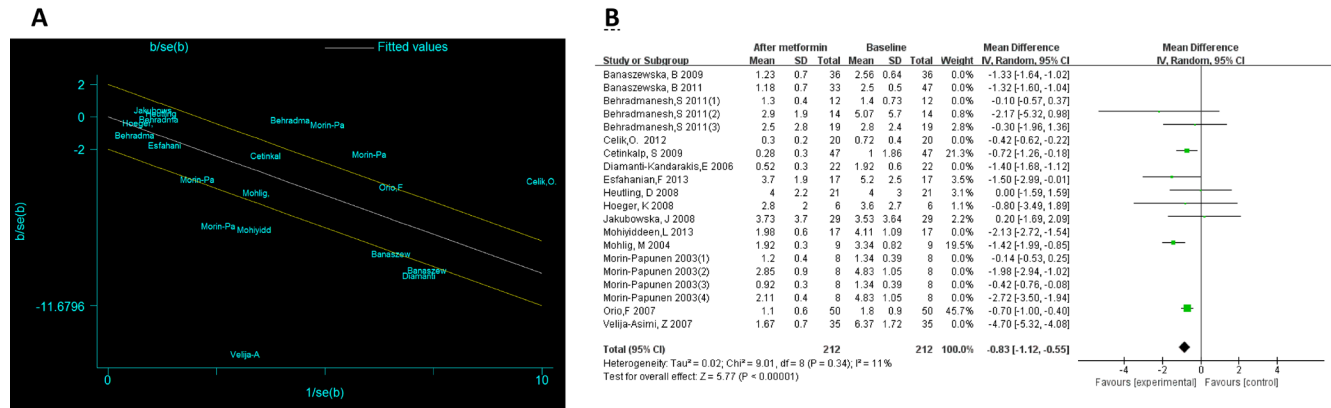 A
b/se(b)
Fitted values
b/se(b)
2
0
-2
-11.6796
Jakubows
Heutling
Behradma
Hoeger,
Behradma
Esfahani
Behradma
Morin-Pa
Cetinkal
Morin-Pa
Morin-Pa
Mohlig,
Orio,F
Celik,O.
Morin-Pa
Mohiyidd
Banaszew
Banaszew
Diamanti
Velija-A
0
10
1/se(b)
B
After metformin Baseline Mean Difference Mean Difference
Study or Subgroup Mean SD Total Mean SD Total Weight IV, Random, 95% CI IV, Random, 95% CI
Banaszewska, B 2009 1.23 0.7 36 2.56 0.64 36 0.0% -1.33 [-1.64, -1.02]
Banaszewska, B 2011 1.18 0.7 33 2.5 0.5 47 0.0% -1.32 [-1.60, -1.04]
Behradmanesh,S 2011(1) 1.3 0.4 12 1.4 0.73 12 0.0% -0.10 [-0.57, 0.37]
Behradmanesh,S 2011(2) 2.9 1.9 14 5.07 5.7 14 0.8% -2.17 [-5.32, 0.98]
Behradmanesh,S 2011(3) 2.5 2.8 19 2.8 2.4 19 3.0% -0.30 [-1.96, 1.36]
Celik,O. 2012 0.3 0.2 20 0.72 0.4 20 0.0% -0.42 [-0.62, -0.22]
Cetinkalp, S 2009 0.28 0.3 47 1 1.86 47 21.3% -0.72 [-1.26, -0.18]
Diamanti-Kandarakis,E 2006 0.52 0.3 22 1.92 0.6 22 0.0% -1.40 [-1.68, -1.12]
Esfahanian,F 2013 3.7 1.9 17 5.2 2.5 17 3.6% -1.50 [-2.99, -0.01]
Heutling, D 2008 4 2.2 21 4 3 21 3.2% 0.00 [-1.59, 1.59]
Hoeger, K 2008 2.8 2 6 3.6 2.7 6 1.1% -0.80 [-3.49, 1.89]
Jakubowska, J 2008 3.73 3.7 29 3.53 3.64 29 2.3% 0.20 [-1.69, 2.09]
Mohiyiddeen,L 2013 1.98 0.6 17 4.11 1.09 17 0.0% -2.13 [-2.72, -1.54]
Mohlig, M 2004 1.92 0.3 9 3.34 0.82 9 19.5% -1.42 [-1.99, -0.85]
Morin-Papunen 2003(1) 1.2 0.4 8 1.34 0.39 8 0.0% -0.14 [-0.53, 0.25]
Morin-Papunen 2003(2) 2.85 0.9 8 4.83 1.05 8 0.0% -1.98 [-2.94, -1.02]
Morin-Papunen 2003(3) 0.92 0.3 8 1.34 0.39 8 0.0% -0.42 [-0.76, -0.08]
Morin-Papunen 2003(4) 2.11 0.4 8 4.83 1.05 8 0.0% -2.72 [-3.50, -1.94]
Orio,F 2007 1.1 0.6 50 1.8 0.9 50 45.7% -0.70 [-1.00, -0.40]
Velija-Asimi, Z 2007 1.67 0.7 35 6.37 1.72 35 0.0% -4.70 [-5.32, -4.08]
Total (95% CI) 212 212 100.0% -0.83 [-1.12, -0.55]
Heterogeneity: Tau² = 0.02; Chi² = 9.01, df = 8 (P = 0.34); I² = 11%
Test for overall effect: Z = 5.77 (P < 0.00001)
-4 -2 0 2 4
Favours [experimental] Favours [control]